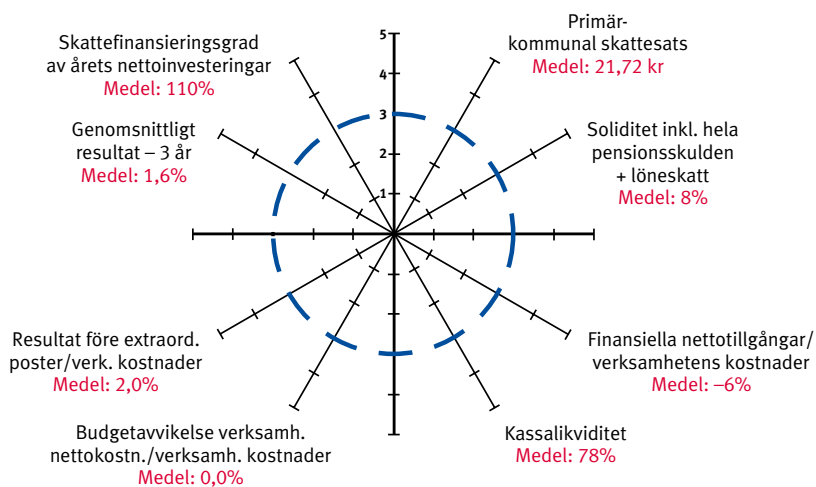 Skattefinansieringsgrad
av årets nettoinvesteringar
Medel: 110%
Primär-
kommunal skattesats
Medel: 21,72 kr
Genomsnittligt
resultat – 3 år
Medel: 1,6%
Soliditet inkl. hela
pensionsskulden
+ löneskatt
Medel: 8%
5
4
3
2
1
Resultat före extraord.
poster/verk. kostnader
Medel: 2,0%
Finansiella nettotillgångar/
verksamhetens kostnader
Medel: –6%
Budgetavvikelse verksamh.
nettokostn./verksamh. kostnader
Medel: 0,0%
Kassalikviditet
Medel: 78%